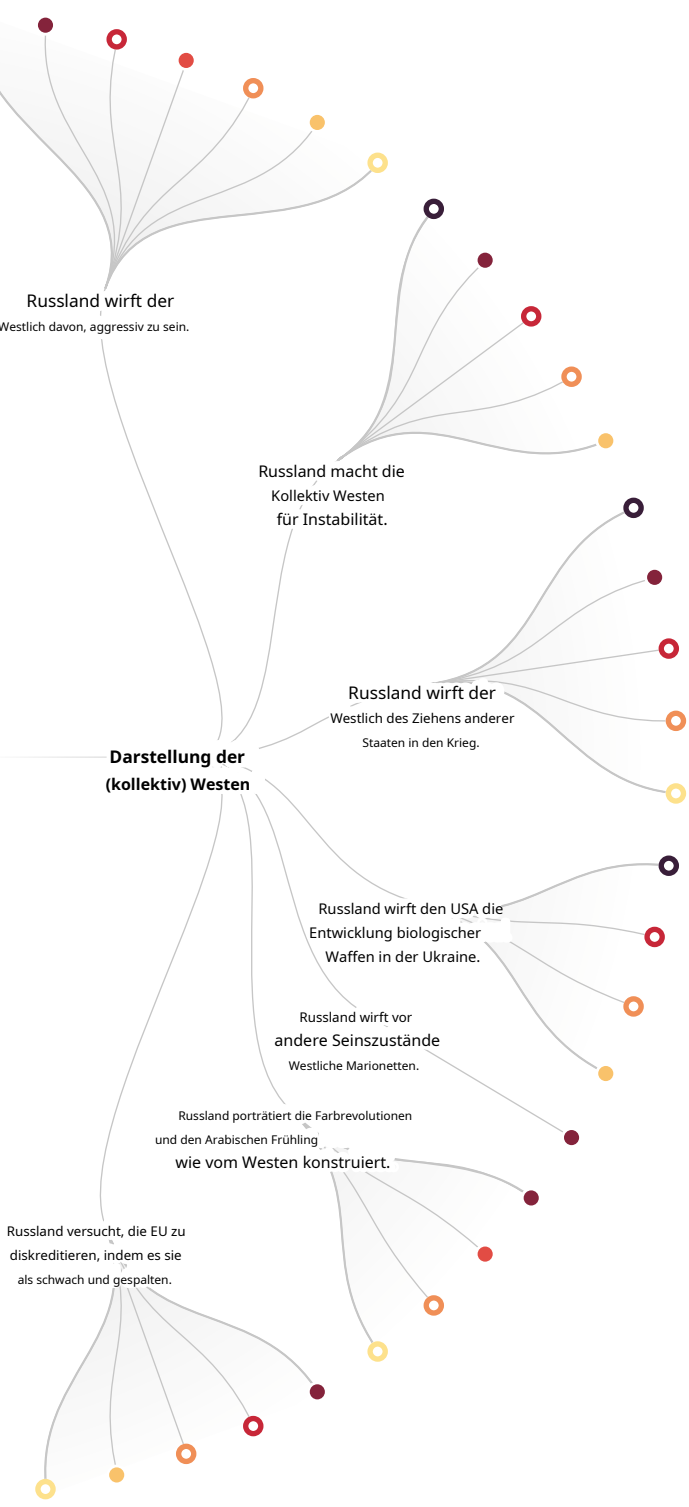 Russland wirft der
Westlich davon, aggressiv zu sein.
Russland macht die
Kollektiv Westen
für Instabilität.
Russland wirft der
Westlich des Ziehens anderer
Staaten in den Krieg.
Darstellung der
(kollektiv) Westen
Russland wirft den USA die
Entwicklung biologischer
Waffen in der Ukraine.
Russland wirft vor
andere Seinszustände
Westliche Marionetten.
Russland porträtiert die Farbrevolutionen
und den Arabischen Frühling
wie vom Westen konstruiert.
Russland versucht, die EU zu
diskreditieren, indem es sie
als schwach und gespalten.